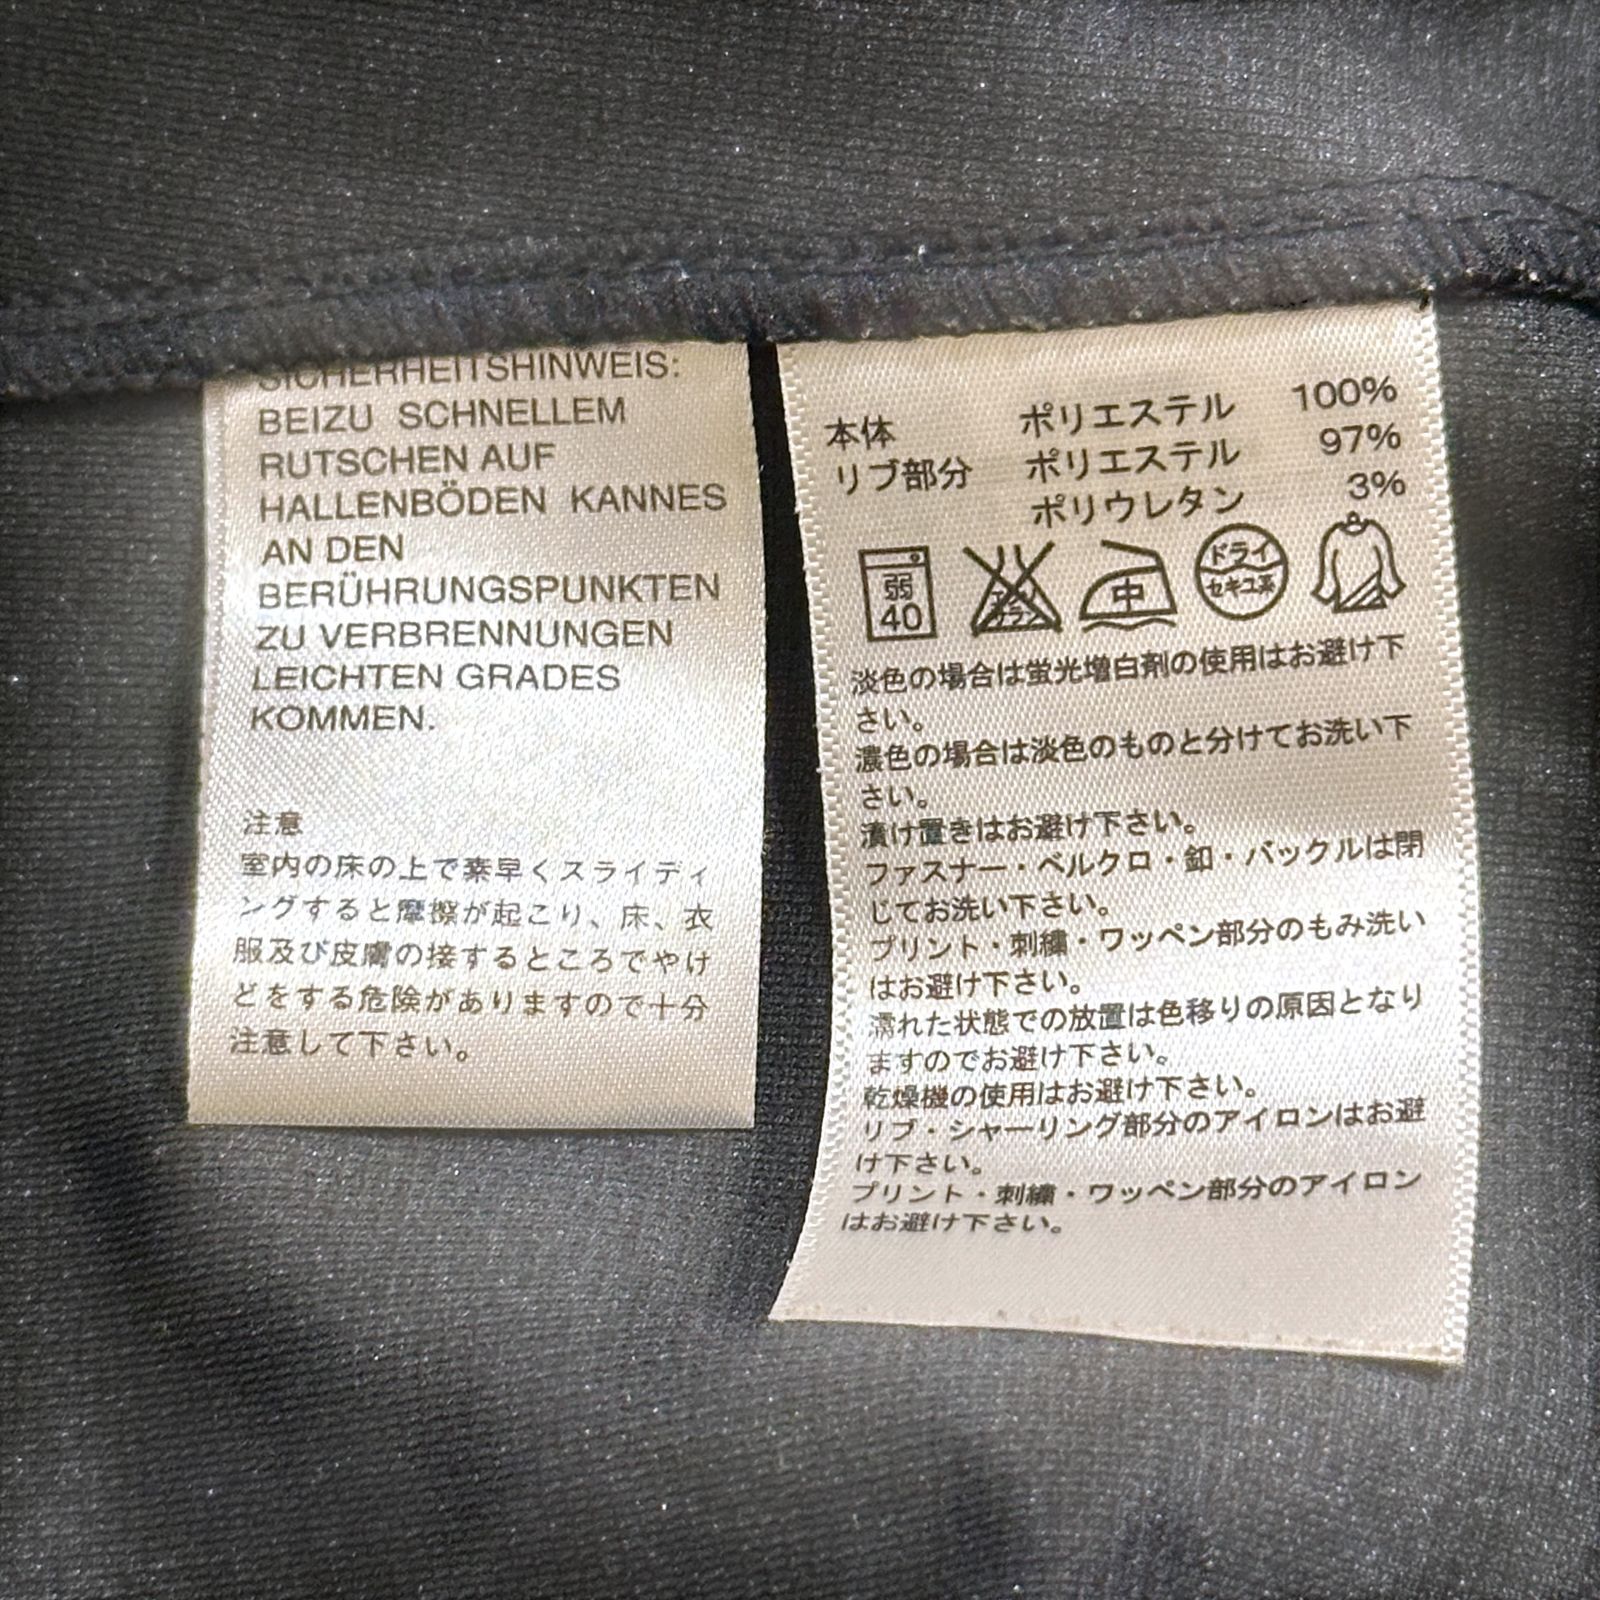 SICHERHEITSHINWEIS:
BEIZU SCHNELLEM
RUTSCHEN AUF
HALLENBÖDEN KANNES
AN DEN
BERÜHRUNGSPUNKTEN
ZU VERBRENNUNGEN
LEICHTEN GRADES
KOMMEN.
注意
室内の床の上で素早くスライディ
ングすると摩擦が起こり、床、衣
服及び皮膚の接するところでやけ
どをする危険がありますので十分
注意して下さい。
本体 ポリエステル 100%
リブ部分 ポリエステル 97%
ポリウレタン 3%
弱
40
エンソ
サラシ
中
ドライ
セキユ系
淡色の場合は蛍光増白剤の使用はお避け下
さい。
濃色の場合は淡色のものと分けてお洗い下
さい。
漬け置きはお避け下さい。
ファスナー・ベルクロ・釦・バックルは閉
じてお洗い下さい。
プリント・刺繍・ワッペン部分のもみ洗い
はお避け下さい。
濡れた状態での放置は色移りの原因となり
ますのでお避け下さい。
乾燥機の使用はお避け下さい。
リブ・シャーリング部分のアイロンはお避
け下さい。
プリント・刺繍・ワッペン部分のアイロン
はお避け下さい。